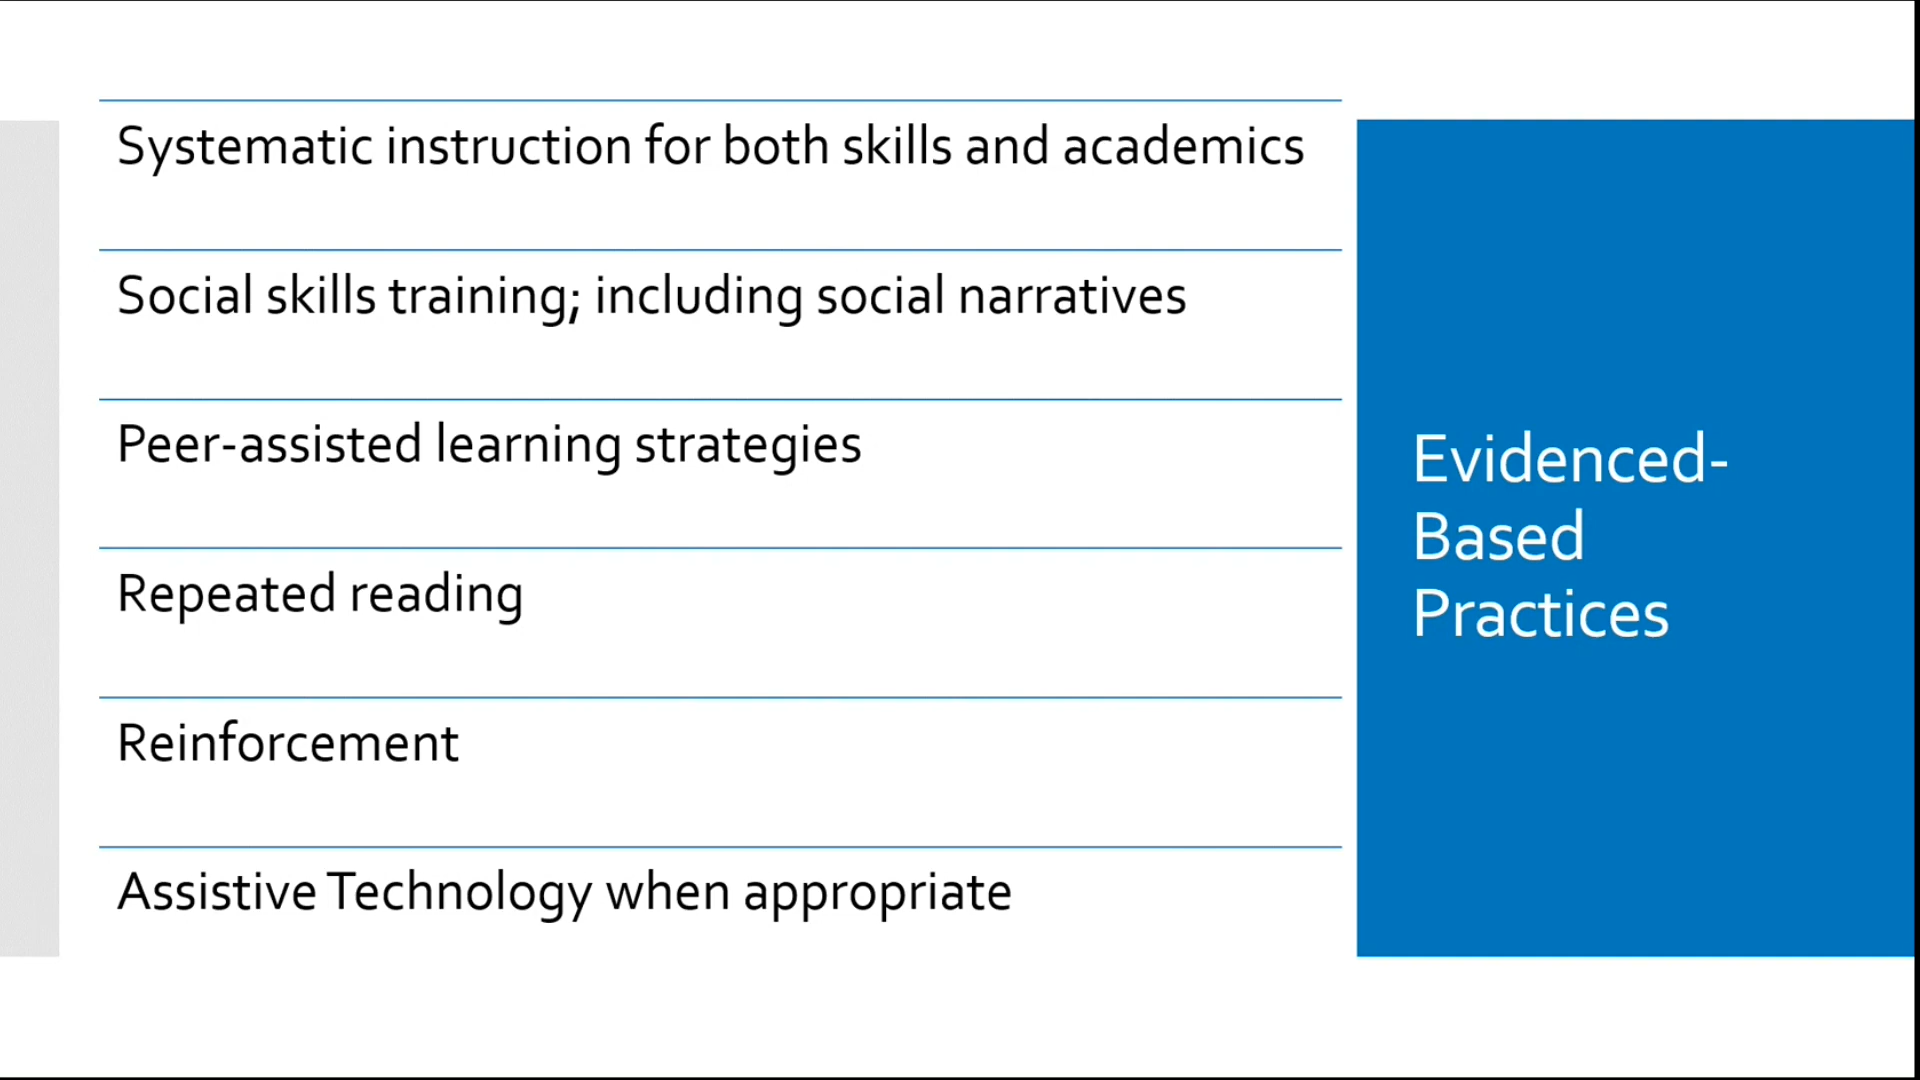 Systematic instruction for both skills and academics
Social skills training; including social narratives
Peer-assisted learning strategies
Repeated reading
Reinforcement
Assistive Technology when appropriate
Evidenced-
Based
Practices